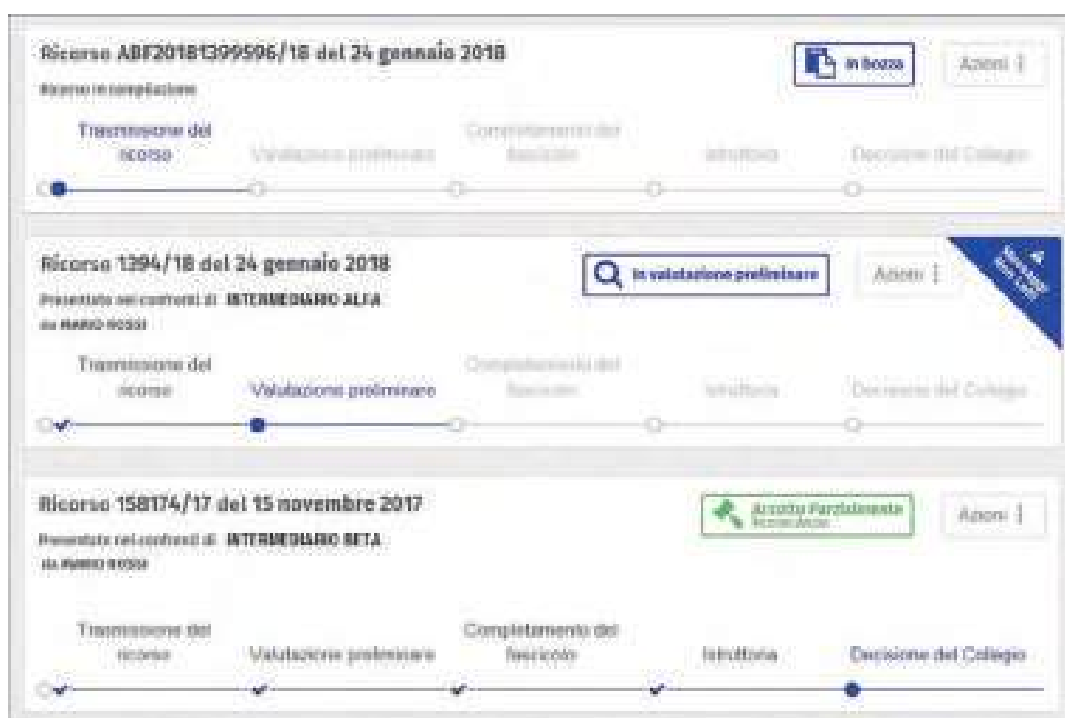 Ricorso ABF20181399596/18 del 24 gennaio 2018
In bozza
Azioni
Ricorso in compilazione
Trasmissione del
ricorso
Valutazione preliminare
Completamento del
fascicolo
Istruttoria
Decisione del Collegio
Ricorso 1394/18 del 24 gennaio 2018
In valutazione preliminare
Azioni
Presentato nei confronti di INTERMEDIARIO ALFA
da MARIO ROSSI
Trasmissione del
ricorso
Valutazione preliminare
Completamento del
fascicolo
Istruttoria
Decisione del Collegio
Ricorso 158174/17 del 15 novembre 2017
Accolto Parzialmente
Azioni
Presentato nei confronti di INTERMEDIARIO BETA
da MARIO ROSSI
Trasmissione del
ricorso
Valutazione preliminare
Completamento del
fascicolo
Istruttoria
Decisione del Collegio